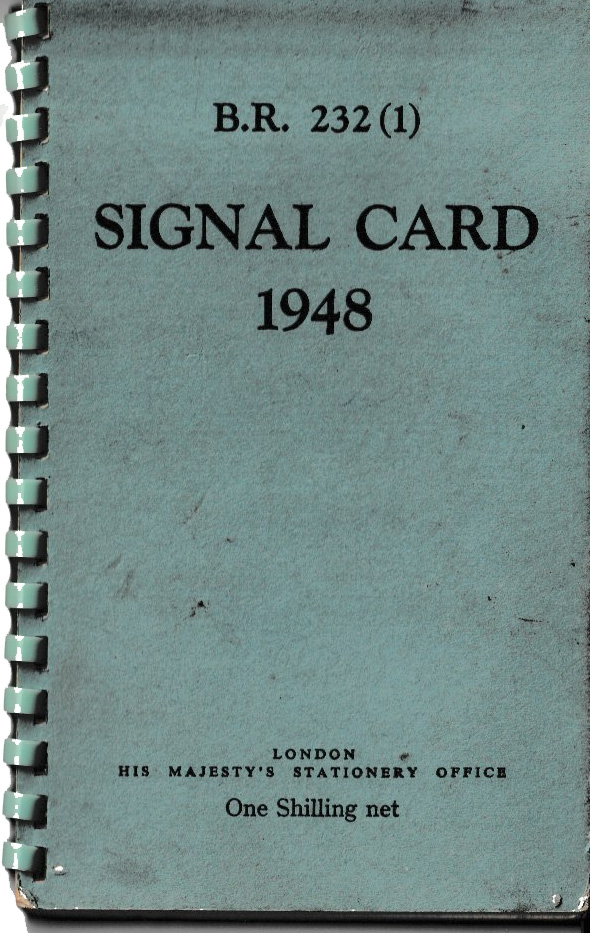 B.R. 232 (1)
SIGNAL CARD
1948
LONDON
HIS MAJESTY'S STATIONERY OFFICE
One Shilling net